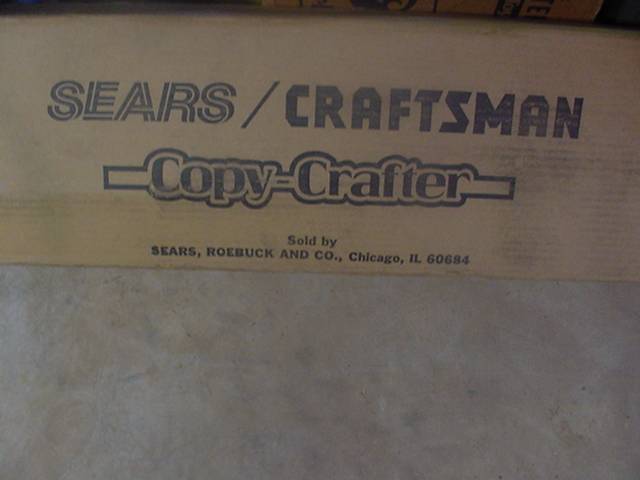 SEARS / CRAFTSMAN
Copy-Crafter
Sold by
SEARS, ROEBUCK AND CO., Chicago, IL 60684